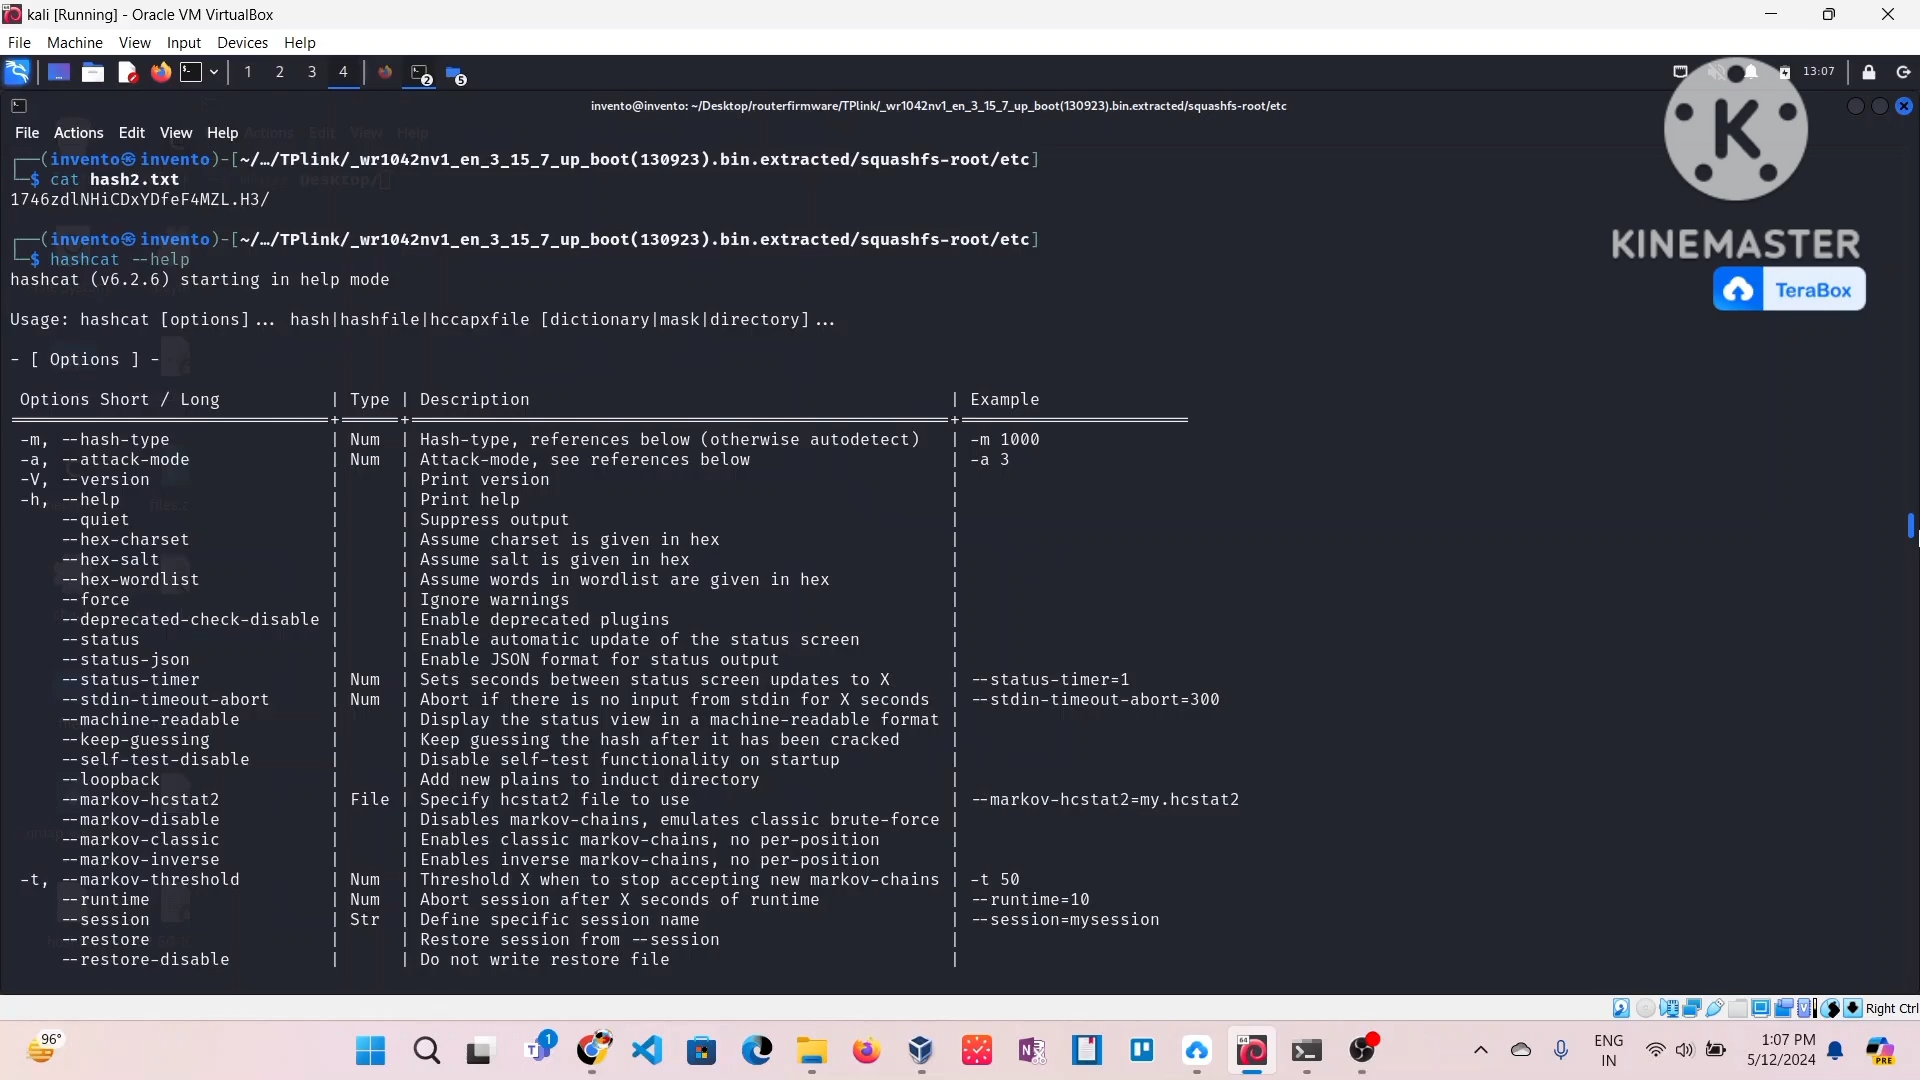 kali [Running] - Oracle VM VirtualBox
File Machine View Input Devices Help
1 2 3 4 2 5 13:07
invento@invento: ~/Desktop/routerfirmware/TPlink/_wr1042nv1_en_3_15_7_up_boot(130923).bin.extracted/squashfs-root/etc
File Actions Edit View Help
┌──(invento㉿invento)-[~/…/TPlink/_wr1042nv1_en_3_15_7_up_boot(130923).bin.extracted/squashfs-root/etc]
└─$ cat hash2.txt
1746zdlNHiCDxYDfeF4MZL.H3/
┌──(invento㉿invento)-[~/…/TPlink/_wr1042nv1_en_3_15_7_up_boot(130923).bin.extracted/squashfs-root/etc]
└─$ hashcat --help
hashcat (v6.2.6) starting in help mode
Usage: hashcat [options]... hash|hashfile|hccapxfile [dictionary|mask|directory]...
- [ Options ] -
Options Short / Long | Type | Description | Example
-m, --hash-type | Num | Hash-type, references below (otherwise autodetect) | -m 1000
-a, --attack-mode | Num | Attack-mode, see references below | -a 3
-V, --version | | Print version |
-h, --help | | Print help |
--quiet | | Suppress output |
--hex-charset | | Assume charset is given in hex |
--hex-salt | | Assume salt is given in hex |
--hex-wordlist | | Assume words in wordlist are given in hex |
--force | | Ignore warnings |
--deprecated-check-disable | | Enable deprecated plugins |
--status | | Enable automatic update of the status screen |
--status-json | | Enable JSON format for status output |
--status-timer | Num | Sets seconds between status screen updates to X | --status-timer=1
--stdin-timeout-abort | Num | Abort if there is no input from stdin for X seconds | --stdin-timeout-abort=300
--machine-readable | | Display the status view in a machine-readable format |
--keep-guessing | | Keep guessing the hash after it has been cracked |
--self-test-disable | | Disable self-test functionality on startup |
--loopback | | Add new plains to induct directory |
--markov-hcstat2 | File | Specify hcstat2 file to use | --markov-hcstat2=my.hcstat2
--markov-disable | | Disables markov-chains, emulates classic brute-force |
--markov-classic | | Enables classic markov-chains, no per-position |
--markov-inverse | | Enables inverse markov-chains, no per-position |
-t, --markov-threshold | Num | Threshold X when to stop accepting new markov-chains | -t 50
--runtime | Num | Abort session after X seconds of runtime | --runtime=10
--session | Str | Define specific session name | --session=mysession
--restore | | Restore session from --session |
--restore-disable | | Do not write restore file |
K
KINEMASTER
TeraBox
Right Ctrl
96°
1
64
ENG
IN
1:07 PM
5/12/2024
PRE